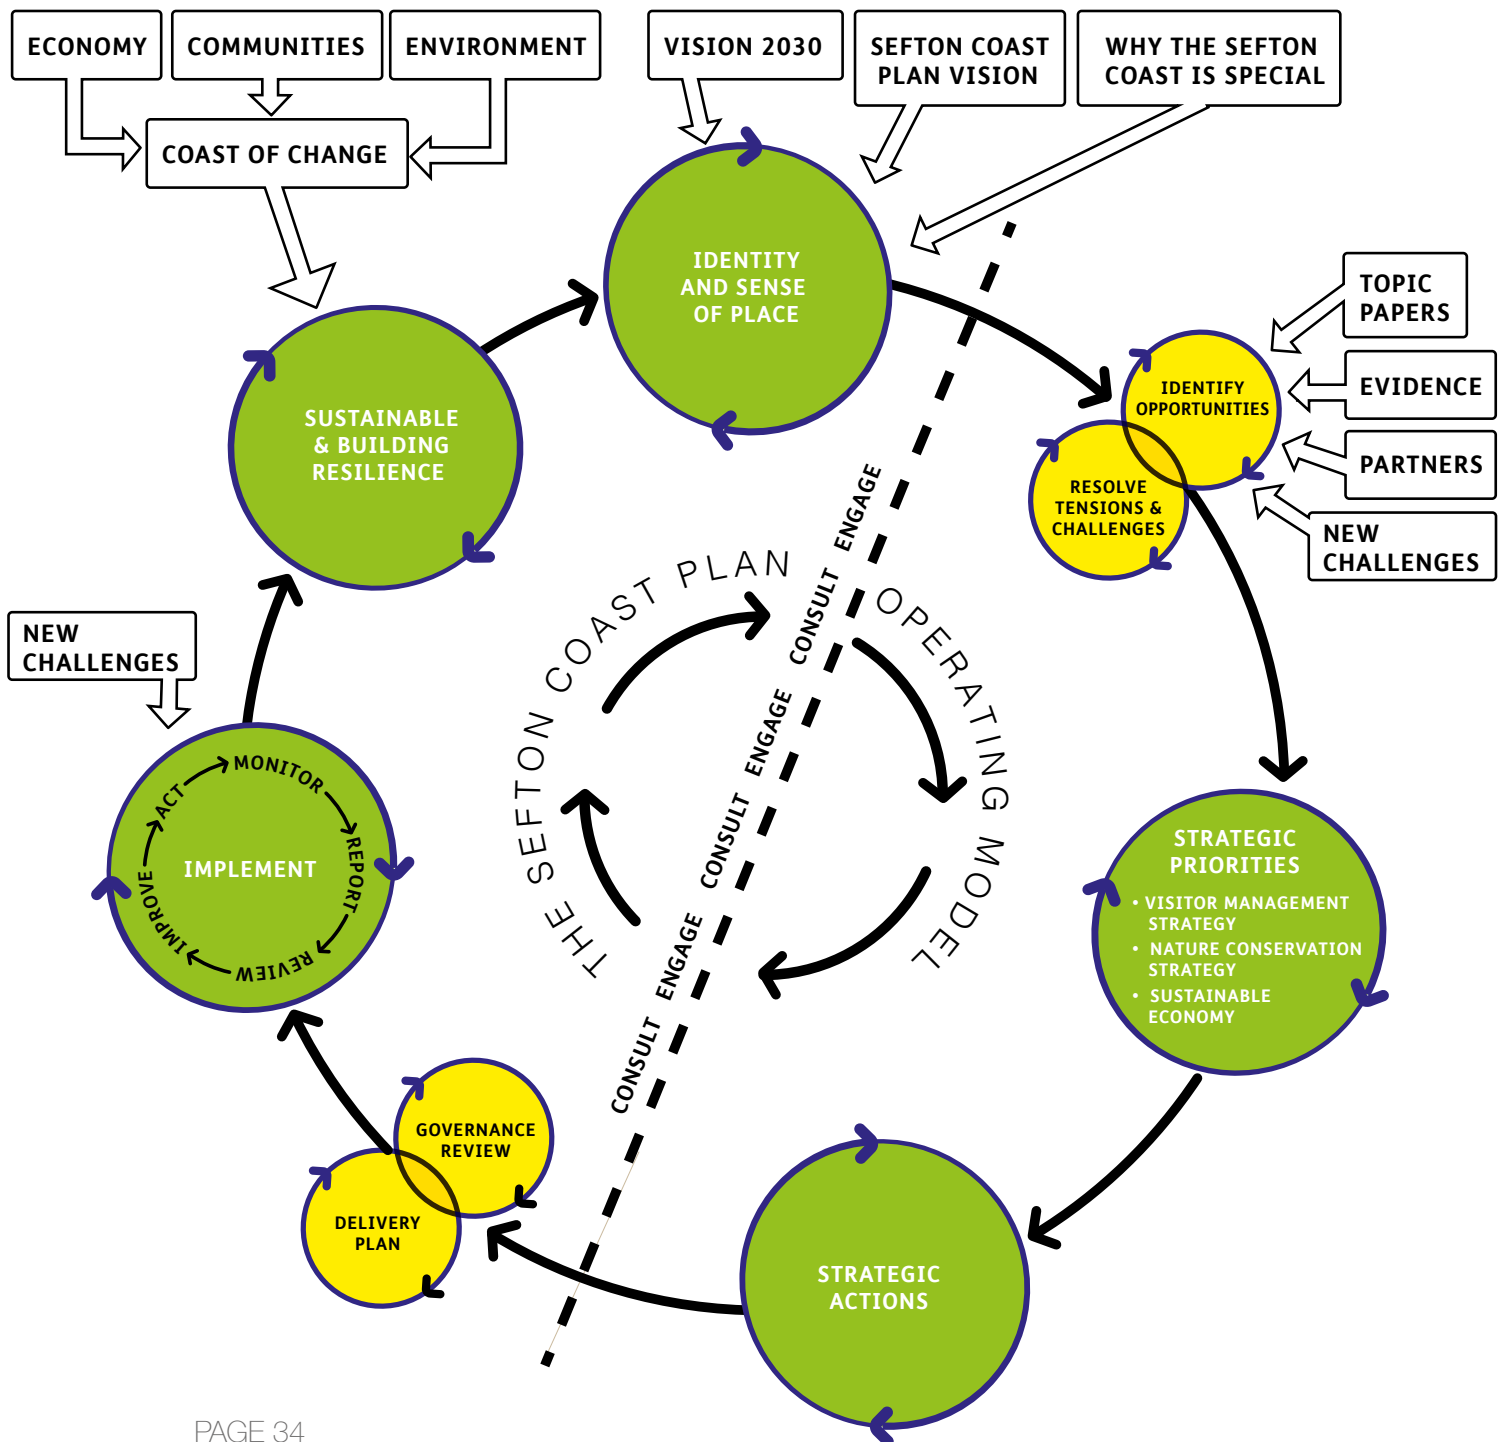 ECONOMY
COMMUNITIES
ENVIRONMENT
VISION 2030
SEFTON COAST
PLAN VISION
WHY THE SEFTON
COAST IS SPECIAL
COAST OF CHANGE
IDENTITY
AND SENSE
OF PLACE
TOPIC
PAPERS
EVIDENCE
PARTNERS
NEW
CHALLENGES
IDENTIFY
OPPORTUNITIES
RESOLVE
TENSIONS &
CHALLENGES
SUSTAINABLE
& BUILDING
RESILIENCE
THE SEFTON COAST PLAN OPERATING MODEL
CONSULT ENGAGE CONSULT ENGAGE CONSULT ENGAGE
NEW
CHALLENGES
IMPLEMENT
MONITOR
REPORT
REVIEW
IMPROVE
ACT
STRATEGIC
PRIORITIES
• VISITOR MANAGEMENT
STRATEGY
• NATURE CONSERVATION
STRATEGY
• SUSTAINABLE
ECONOMY
GOVERNANCE
REVIEW
DELIVERY
PLAN
STRATEGIC
ACTIONS
PAGE 34